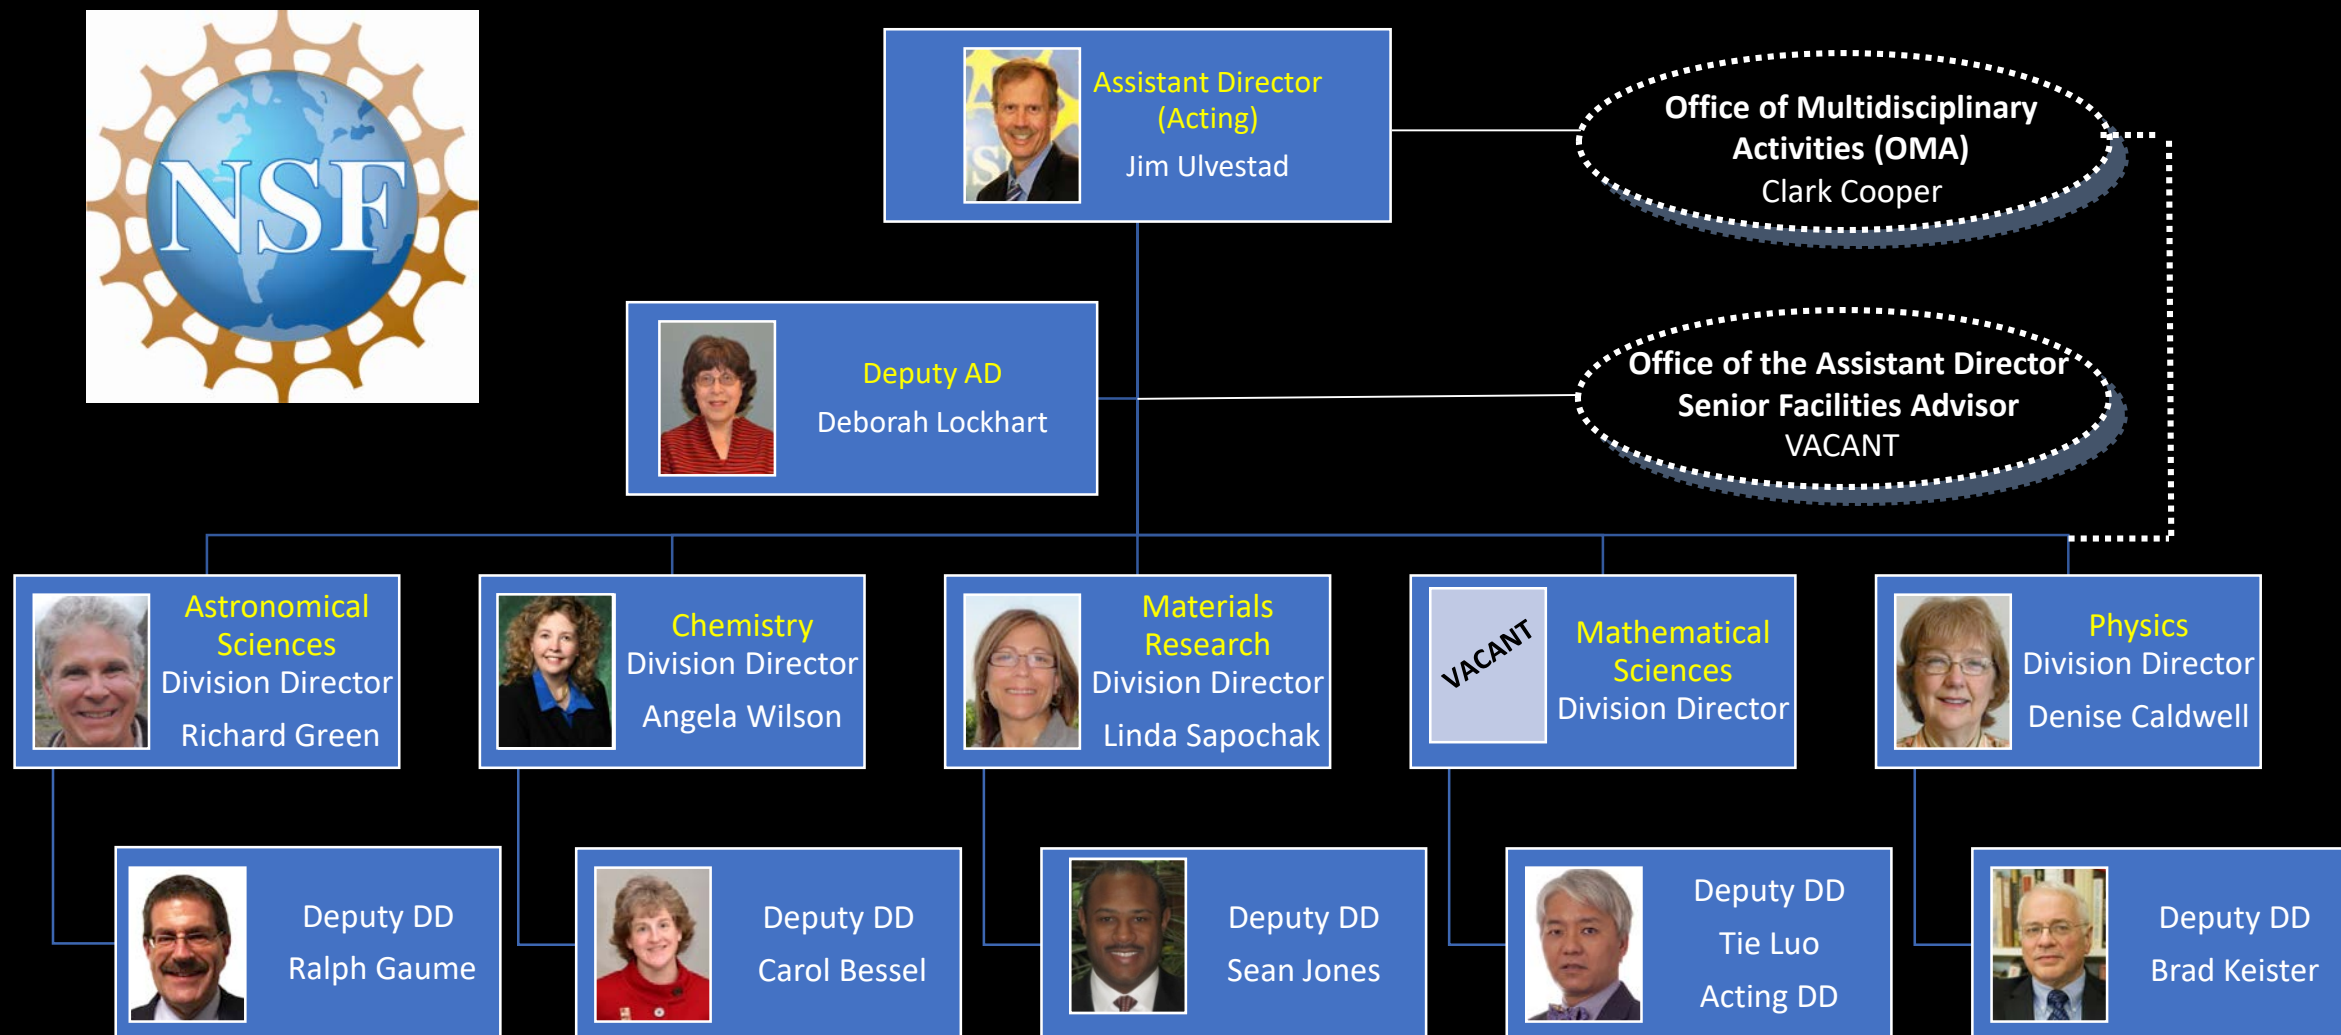 NSF
Assistant Director
(Acting)
Jim Ulvestad
Office of Multidisciplinary
Activities (OMA)
Clark Cooper
Deputy AD
Deborah Lockhart
Office of the Assistant Director
Senior Facilities Advisor
VACANT
Astronomical
Sciences
Division Director
Richard Green
Chemistry
Division Director
Angela Wilson
Materials
Research
Division Director
Linda Sapochak
VACANT
Mathematical
Sciences
Division Director
Physics
Division Director
Denise Caldwell
Deputy DD
Ralph Gaume
Deputy DD
Carol Bessel
Deputy DD
Sean Jones
Deputy DD
Tie Luo
Acting DD
Deputy DD
Brad Keister